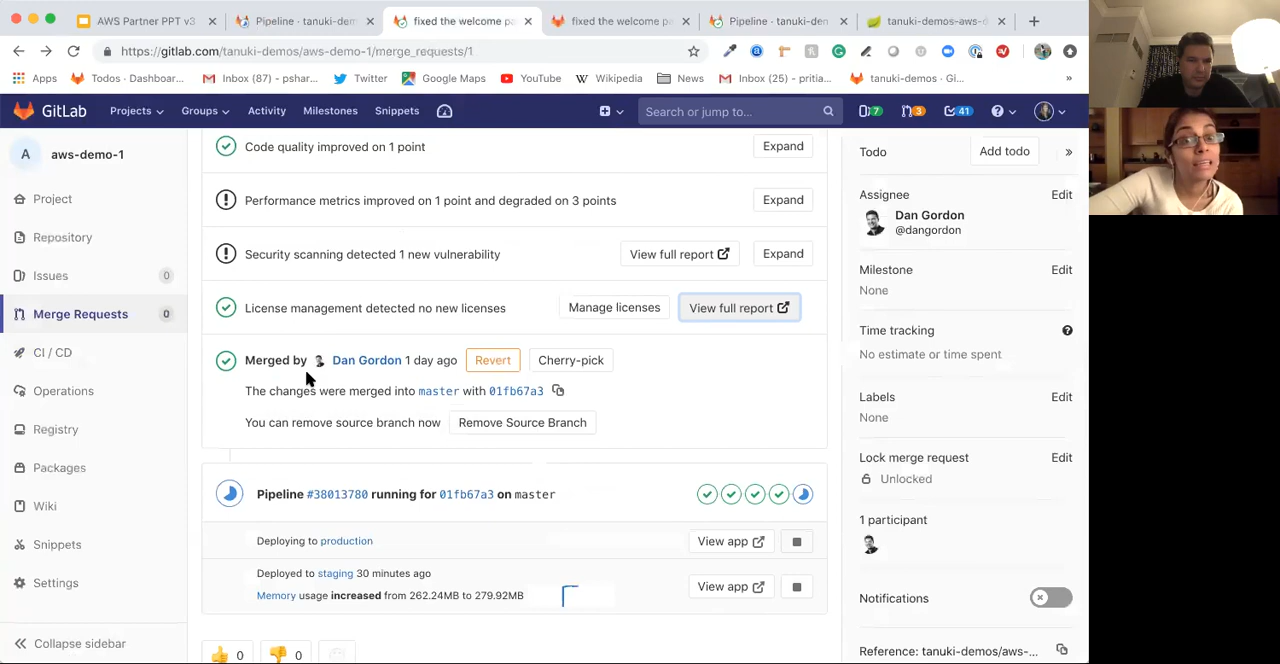 AWS Partner PPT v3
Pipeline · tanuki-dem
fixed the welcome pa
fixed the welcome pa
Pipeline · tanuki-dem
tanuki-demos-aws-d
https://gitlab.com/tanuki-demos/aws-demo-1/merge_requests/1
Apps
Todos · Dashboar...
Inbox (87) - pshar...
Twitter
Google Maps
YouTube
Wikipedia
News
Inbox (25) - pritia...
tanuki-demos · Gi...
»
GitLab
Projects
Groups
Activity
Milestones
Snippets
Search or jump to...
7
3
41
A
aws-demo-1
Project
Repository
Issues 0
Merge Requests 0
CI / CD
Operations
Registry
Packages
Wiki
Snippets
Settings
Collapse sidebar
Code quality improved on 1 point
Expand
Performance metrics improved on 1 point and degraded on 3 points
Expand
Security scanning detected 1 new vulnerability
View full report
Expand
License management detected no new licenses
Manage licenses
View full report
Merged by Dan Gordon 1 day ago
Revert
Cherry-pick
The changes were merged into master with 01fb67a3
You can remove source branch now
Remove Source Branch
Pipeline #38013780 running for 01fb67a3 on master
Deploying to production
View app
Deployed to staging 30 minutes ago
Memory usage increased from 262.24MB to 279.92MB
View app
0
0
Todo
Add todo
»
Assignee
Edit
Dan Gordon
@dangordon
Milestone
Edit
None
Time tracking
No estimate or time spent
Labels
Edit
None
Lock merge request
Edit
Unlocked
1 participant
Notifications
Reference: tanuki-demos/aws-...